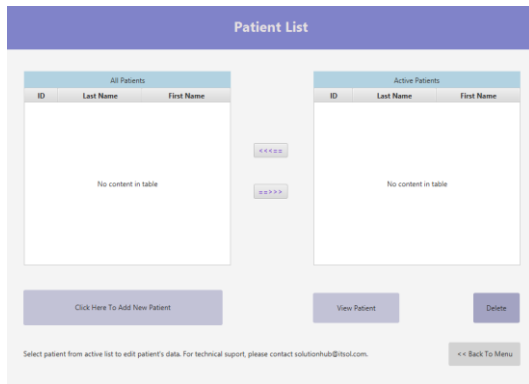 Patient List
All Patients
ID Last Name First Name
No content in table
<<<==
==>>>
Active Patients
ID Last Name First Name
No content in table
Click Here To Add New Patient
View Patient
Delete
Select patient from active list to edit patient's data. For technical suport, please contact solutionhub@itsol.com.
<< Back To Menu